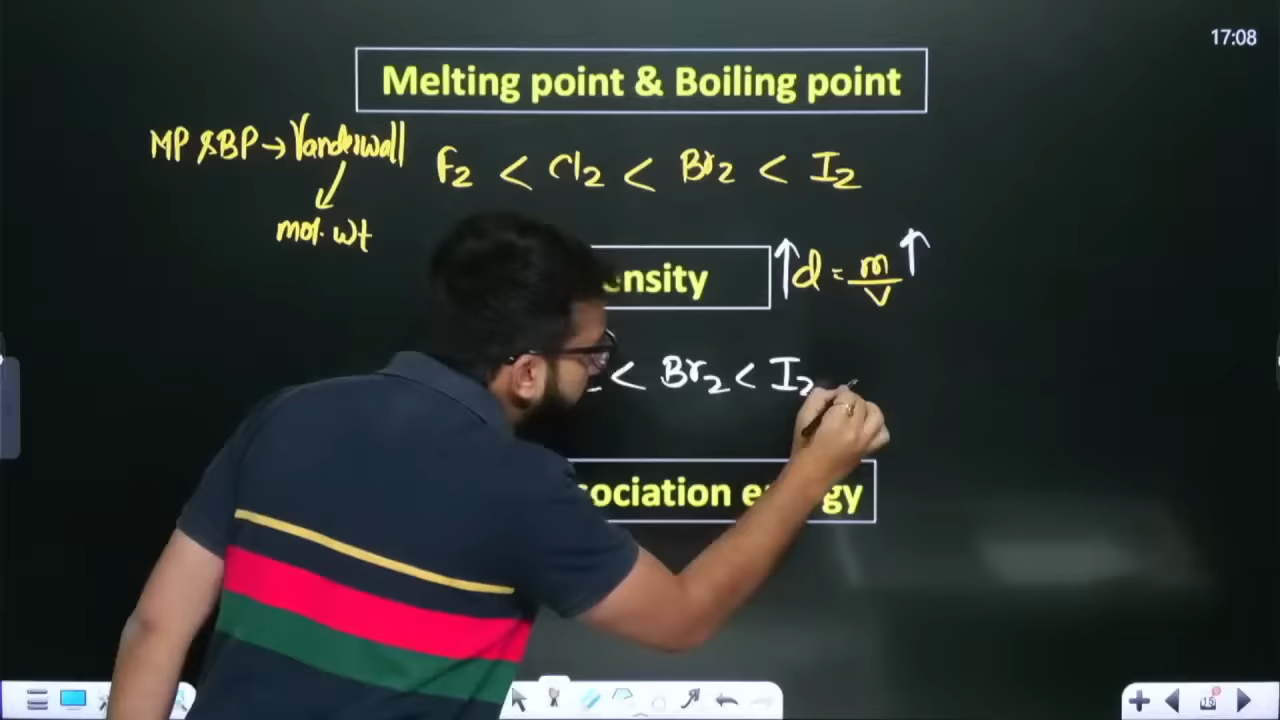 17:08
Melting point & Boiling point
MP & BP → Vanderwall
mol. wt
F2 < Cl2 < Br2 < I2
ensity
↑ d = m/V ↑
< Br2 < I2
sociation e gy